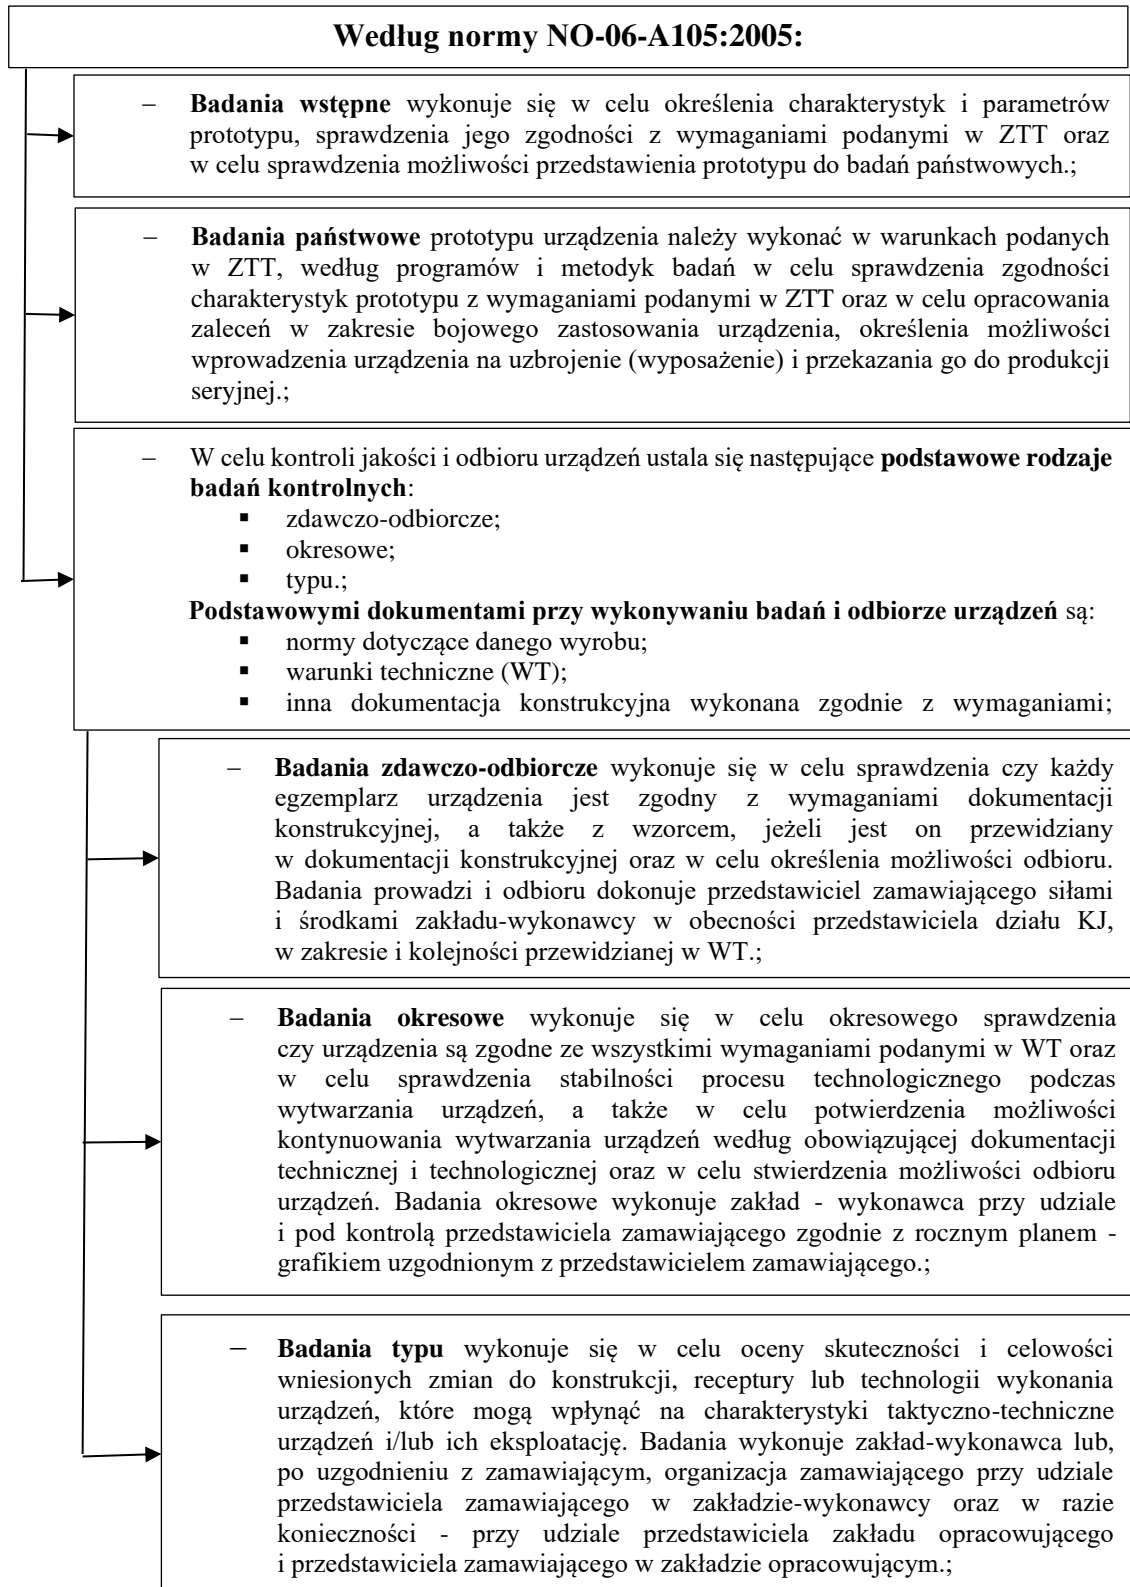 Według normy NO-06-A105:2005:
– Badania wstępne wykonuje się w celu określenia charakterystyk i parametrów
prototypu, sprawdzenia jego zgodności z wymaganiami podanymi w ZTT oraz
w celu sprawdzenia możliwości przedstawienia prototypu do badań państwowych.;
– Badania państwowe prototypu urządzenia należy wykonać w warunkach podanych
w ZTT, według programów i metodyk badań w celu sprawdzenia zgodności
charakterystyk prototypu z wymaganiami podanymi w ZTT oraz w celu opracowania
zaleceń w zakresie bojowego zastosowania urządzenia, określenia możliwości
wprowadzenia urządzenia na uzbrojenie (wyposażenie) i przekazania go do produkcji
seryjnej.;
– W celu kontroli jakości i odbioru urządzeń ustala się następujące podstawowe rodzaje
badań kontrolnych:
▪ zdawczo-odbiorcze;
▪ okresowe;
▪ typu.;
Podstawowymi dokumentami przy wykonywaniu badań i odbiorze urządzeń są:
▪ normy dotyczące danego wyrobu;
▪ warunki techniczne (WT);
▪ inna dokumentacja konstrukcyjna wykonana zgodnie z wymaganiami;
– Badania zdawczo-odbiorcze wykonuje się w celu sprawdzenia czy każdy
egzemplarz urządzenia jest zgodny z wymaganiami dokumentacji
konstrukcyjnej, a także z wzorcem, jeżeli jest on przewidziany
w dokumentacji konstrukcyjnej oraz w celu określenia możliwości odbioru.
Badania prowadzi i odbioru dokonuje przedstawiciel zamawiającego siłami
i środkami zakładu-wykonawcy w obecności przedstawiciela działu KJ,
w zakresie i kolejności przewidzianej w WT.;
– Badania okresowe wykonuje się w celu okresowego sprawdzenia
czy urządzenia są zgodne ze wszystkimi wymaganiami podanymi w WT oraz
w celu sprawdzenia stabilności procesu technologicznego podczas
wytwarzania urządzeń, a także w celu potwierdzenia możliwości
kontynuowania wytwarzania urządzeń według obowiązującej dokumentacji
technicznej i technologicznej oraz w celu stwierdzenia możliwości odbioru
urządzeń. Badania okresowe wykonuje zakład - wykonawca przy udziale
i pod kontrolą przedstawiciela zamawiającego zgodnie z rocznym planem -
grafikiem uzgodnionym z przedstawicielem zamawiającego.;
– Badania typu wykonuje się w celu oceny skuteczności i celowości
wniesionych zmian do konstrukcji, receptury lub technologii wykonania
urządzeń, które mogą wpłynąć na charakterystyki taktyczno-techniczne
urządzeń i/lub ich eksploatację. Badania wykonuje zakład-wykonawca lub,
po uzgodnieniu z zamawiającym, organizacja zamawiającego przy udziale
przedstawiciela zamawiającego w zakładzie-wykonawcy oraz w razie
konieczności - przy udziale przedstawiciela zakładu opracowującego
i przedstawiciela zamawiającego w zakładzie opracowującym.;